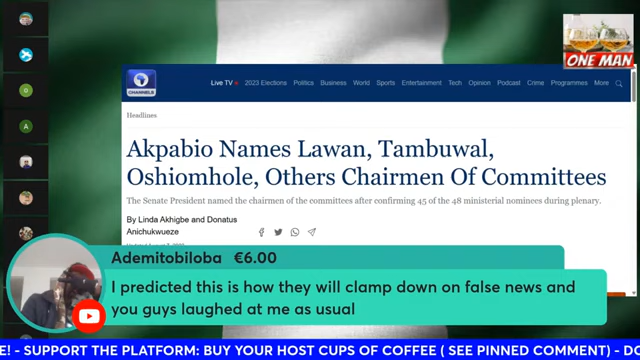 ONE MAN
CHANNELS
Live TV 2023 Elections Politics Business World Sports Entertainment Tech Opinion Podcast Crime Programmes More
Headlines
Akpabio Names Lawan, Tambuwal,
Oshiomhole, Others Chairmen Of Committees
The Senate President named the chairmen of the committees after confirming 45 of the 48 ministerial nominees during plenary.
By Linda Akhigbe and Donatus
Anichukwueze
Ademitobiloba €6.00
I predicted this is how they will clamp down on false news and
you guys laughed at me as usual
E! - SUPPORT THE PLATFORM: BUY YOUR HOST CUPS OF COFFEE ( SEE PINNED COMMENT) - DO